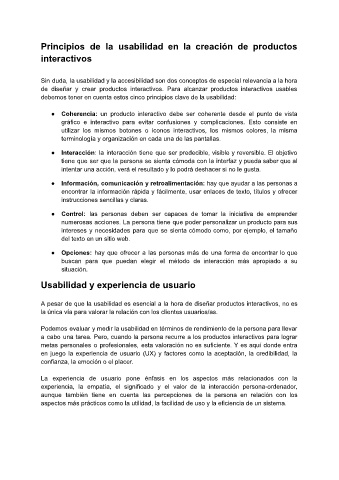 Principios de la usabilidad en la creación de productos
interactivos
Sin duda, la usabilidad y la accesibilidad son dos conceptos de especial relevancia a la hora
de diseñar y crear productos interactivos. Para alcanzar productos interactivos usables
debemos tener en cuenta estos cinco principios clave de la usabilidad:
● Coherencia: un producto interactivo debe ser coherente desde el punto de vista
gráfico e interactivo para evitar confusiones y complicaciones. Esto consiste en
utilizar los mismos botones o iconos interactivos, los mismos colores, la misma
terminología y organización en cada una de las pantallas.
● Interacción: la interacción tiene que ser predecible, visible y reversible. El objetivo
tiene que ser que la persona se sienta cómoda con la interfaz y pueda saber que al
intentar una acción, verá el resultado y lo podrá deshacer si no le gusta.
● Información, comunicación y retroalimentación: hay que ayudar a las personas a
encontrar la información rápida y fácilmente, usar enlaces de texto, títulos y ofrecer
instrucciones sencillas y claras.
● Control: las personas deben ser capaces de tomar la iniciativa de emprender
numerosas acciones. La persona tiene que poder personalizar un producto para sus
intereses y necesidades para que se sienta cómodo como, por ejemplo, el tamaño
del texto en un sitio web.
● Opciones: hay que ofrecer a las personas más de una forma de encontrar lo que
buscan para que puedan elegir el método de interacción más apropiado a su
situación.
Usabilidad y experiencia de usuario
A pesar de que la usabilidad es esencial a la hora de diseñar productos interactivos, no es
la única vía para valorar la relación con los clientes usuarios/as.
Podemos evaluar y medir la usabilidad en términos de rendimiento de la persona para llevar
a cabo una tarea. Pero, cuando la persona recurre a los productos interactivos para lograr
metas personales o profesionales, esta valoración no es suficiente. Y es aquí donde entra
en juego la experiencia de usuario (UX) y factores como la aceptación, la credibilidad, la
confianza, la emoción o el placer.
La experiencia de usuario pone énfasis en los aspectos más relacionados con la
experiencia, la empatía, el significado y el valor de la interacción persona-ordenador,
aunque también tiene en cuenta las percepciones de la persona en relación con los
aspectos más prácticos como la utilidad, la facilidad de uso y la eficiencia de un sistema.